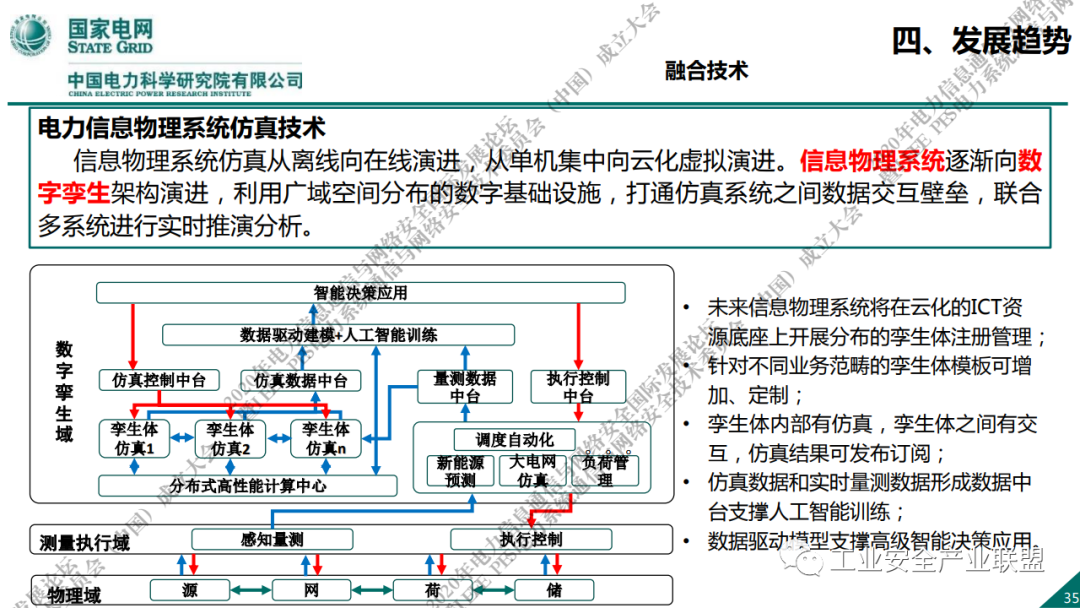 国家电网
STATE GRID
中国电力科学研究院有限公司
CHINA ELECTRIC POWER RESEARCH INSTITUTE
四、发展趋势
融合技术
电力信息物理系统仿真技术
信息物理系统仿真从离线向在线演进，从单机集中向云化虚拟演进。信息物理系统逐渐向数
字孪生架构演进，利用广域空间分布的数字基础设施，打通仿真系统之间数据交互壁垒，联合
多系统进行实时推演分析。
数字孪生域
智能决策应用
数据驱动建模+人工智能训练
仿真控制中台
仿真数据中台
量测数据
中台
执行控制
中台
孪生体
仿真1
孪生体
仿真2
孪生体
仿真n
调度自动化
新能源
预测
大电网
仿真
负荷管
理
。。。
分布式高性能计算中心
测量执行域
感知量测
执行控制
物理域
源
网
荷
储
• 未来信息物理系统将在云化的ICT资
源底座上开展分布的孪生体注册管理；
• 针对不同业务范畴的孪生体模板可增
加、定制；
• 孪生体内部有仿真，孪生体之间有交
互，仿真结果可发布订阅；
• 仿真数据和实时量测数据形成数据中
台支撑人工智能训练；
• 数据驱动模型支撑高级智能决策应用。
工业安全产业联盟
35